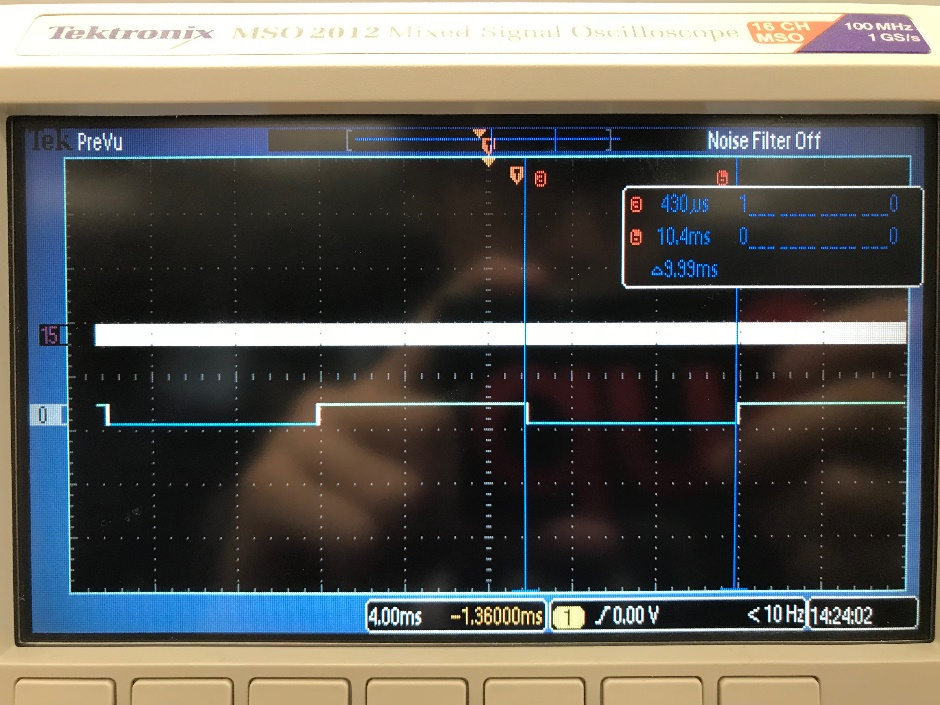 Tektronix MSO 2012 Mixed Signal Oscilloscope
16 CH MSO
100 MHz
1 GS/s
Tek PreVu
Noise Filter Off
T
T
a
b
a 430µs 1 0
b 10.4ms 0 0
△9.99ms
15
0
4.00ms -1.36000ms 1 0.00 V < 10 Hz 14:24:02